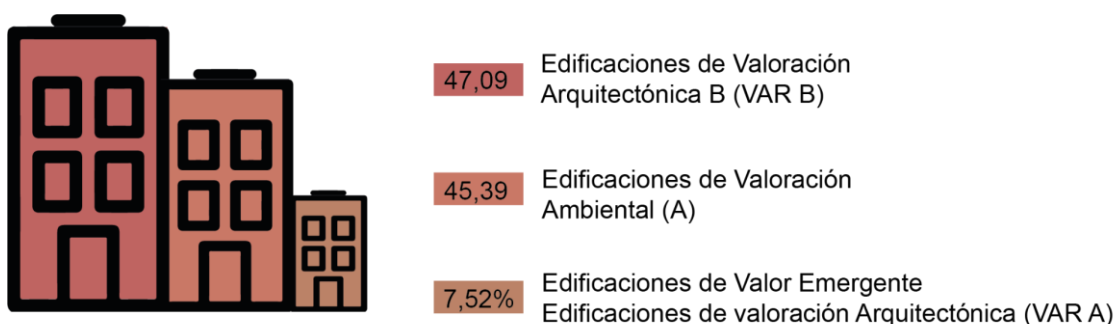 47,09
Edificaciones de Valoración
Arquitectónica B (VAR B)
45,39
Edificaciones de Valoración
Ambiental (A)
7,52%
Edificaciones de Valor Emergente
Edificaciones de valoración Arquitectónica (VAR A)